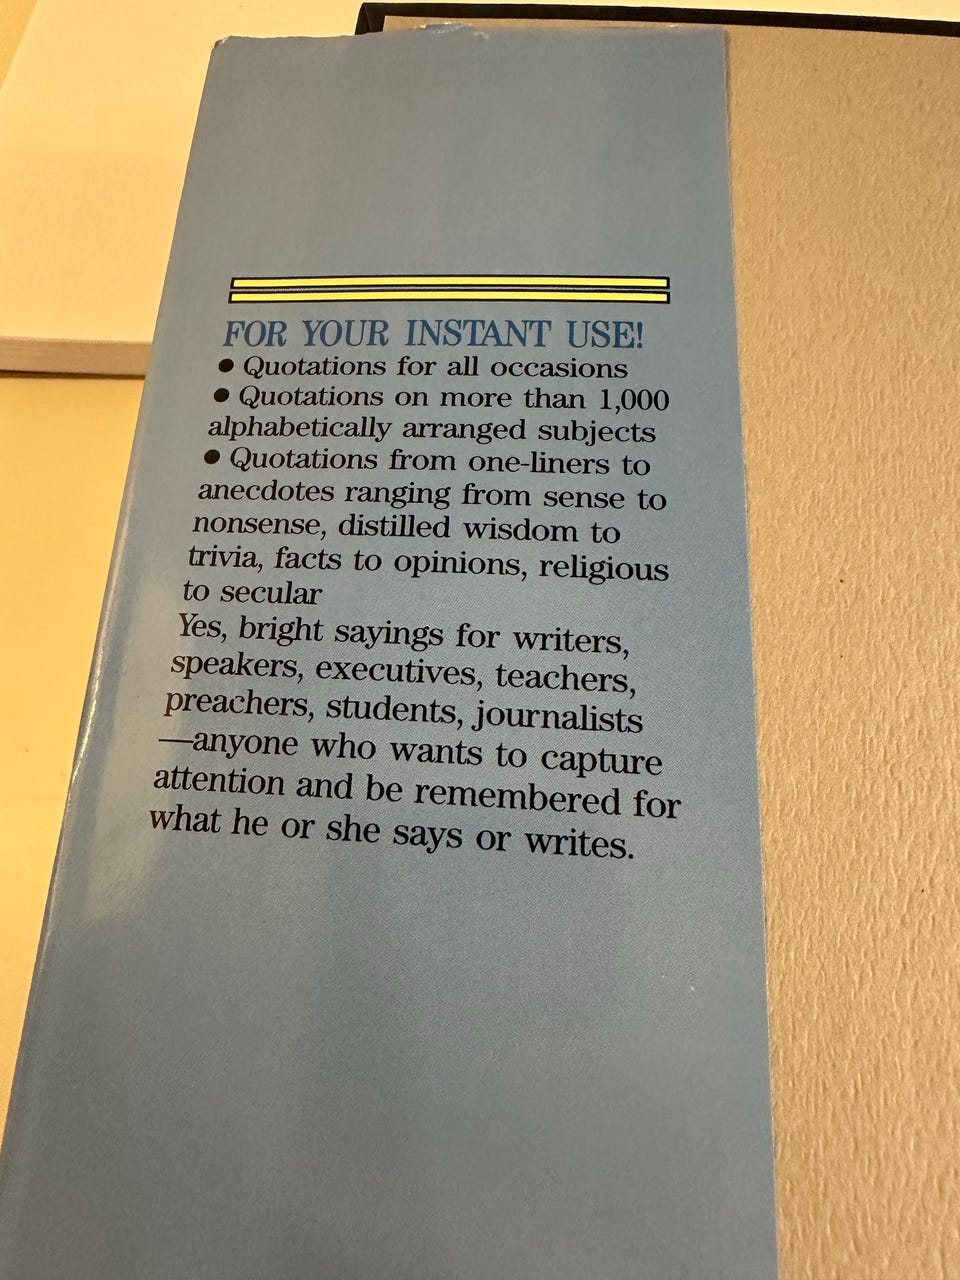 FOR YOUR INSTANT USE!
● Quotations for all occasions
● Quotations on more than 1,000
alphabetically arranged subjects
● Quotations from one-liners to
anecdotes ranging from sense to
nonsense, distilled wisdom to
trivia, facts to opinions, religious
to secular
Yes, bright sayings for writers,
speakers, executives, teachers,
preachers, students, journalists
—anyone who wants to capture
attention and be remembered for
what he or she says or writes.